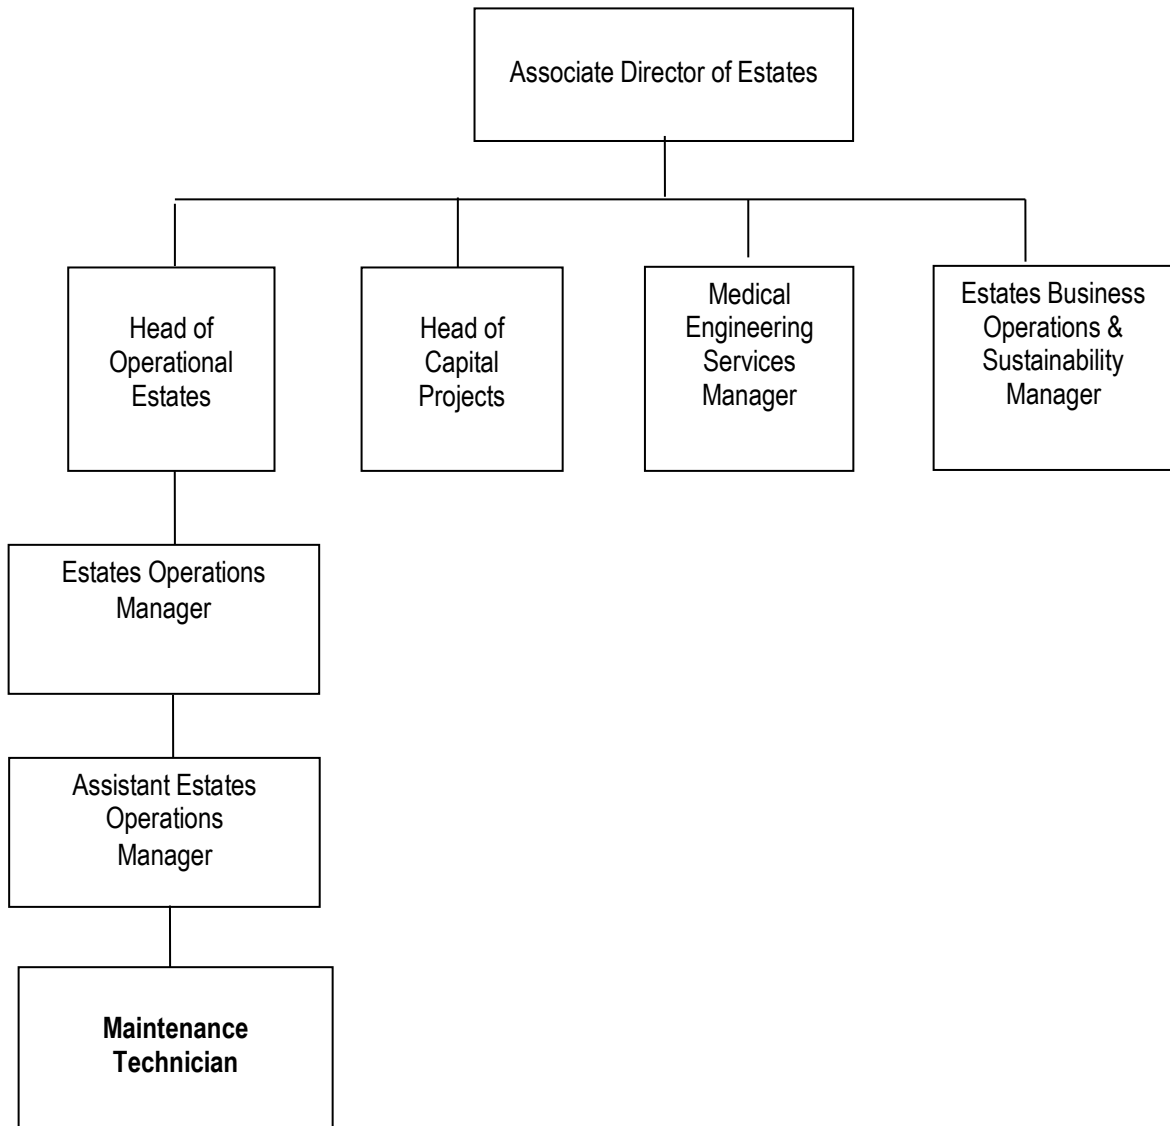 Associate Director of Estates
Head of
Operational
Estates
Head of
Capital
Projects
Medical
Engineering
Services
Manager
Estates Business
Operations &
Sustainability
Manager
Estates Operations
Manager
Assistant Estates
Operations
Manager
Maintenance
Technician